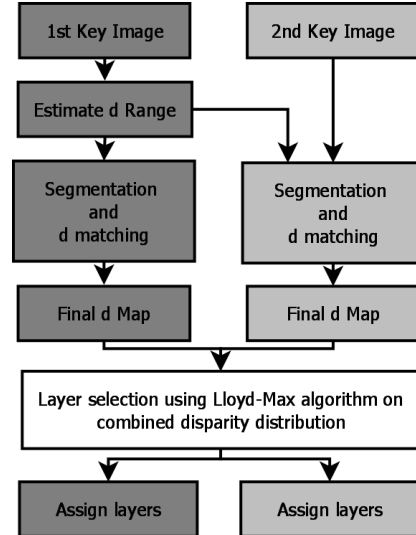 1st Key Image
2nd Key Image
Estimate d Range
Segmentation
and
d matching
Segmentation
and
d matching
Final d Map
Final d Map
Layer selection using Lloyd-Max algorithm on
combined disparity distribution
Assign layers
Assign layers